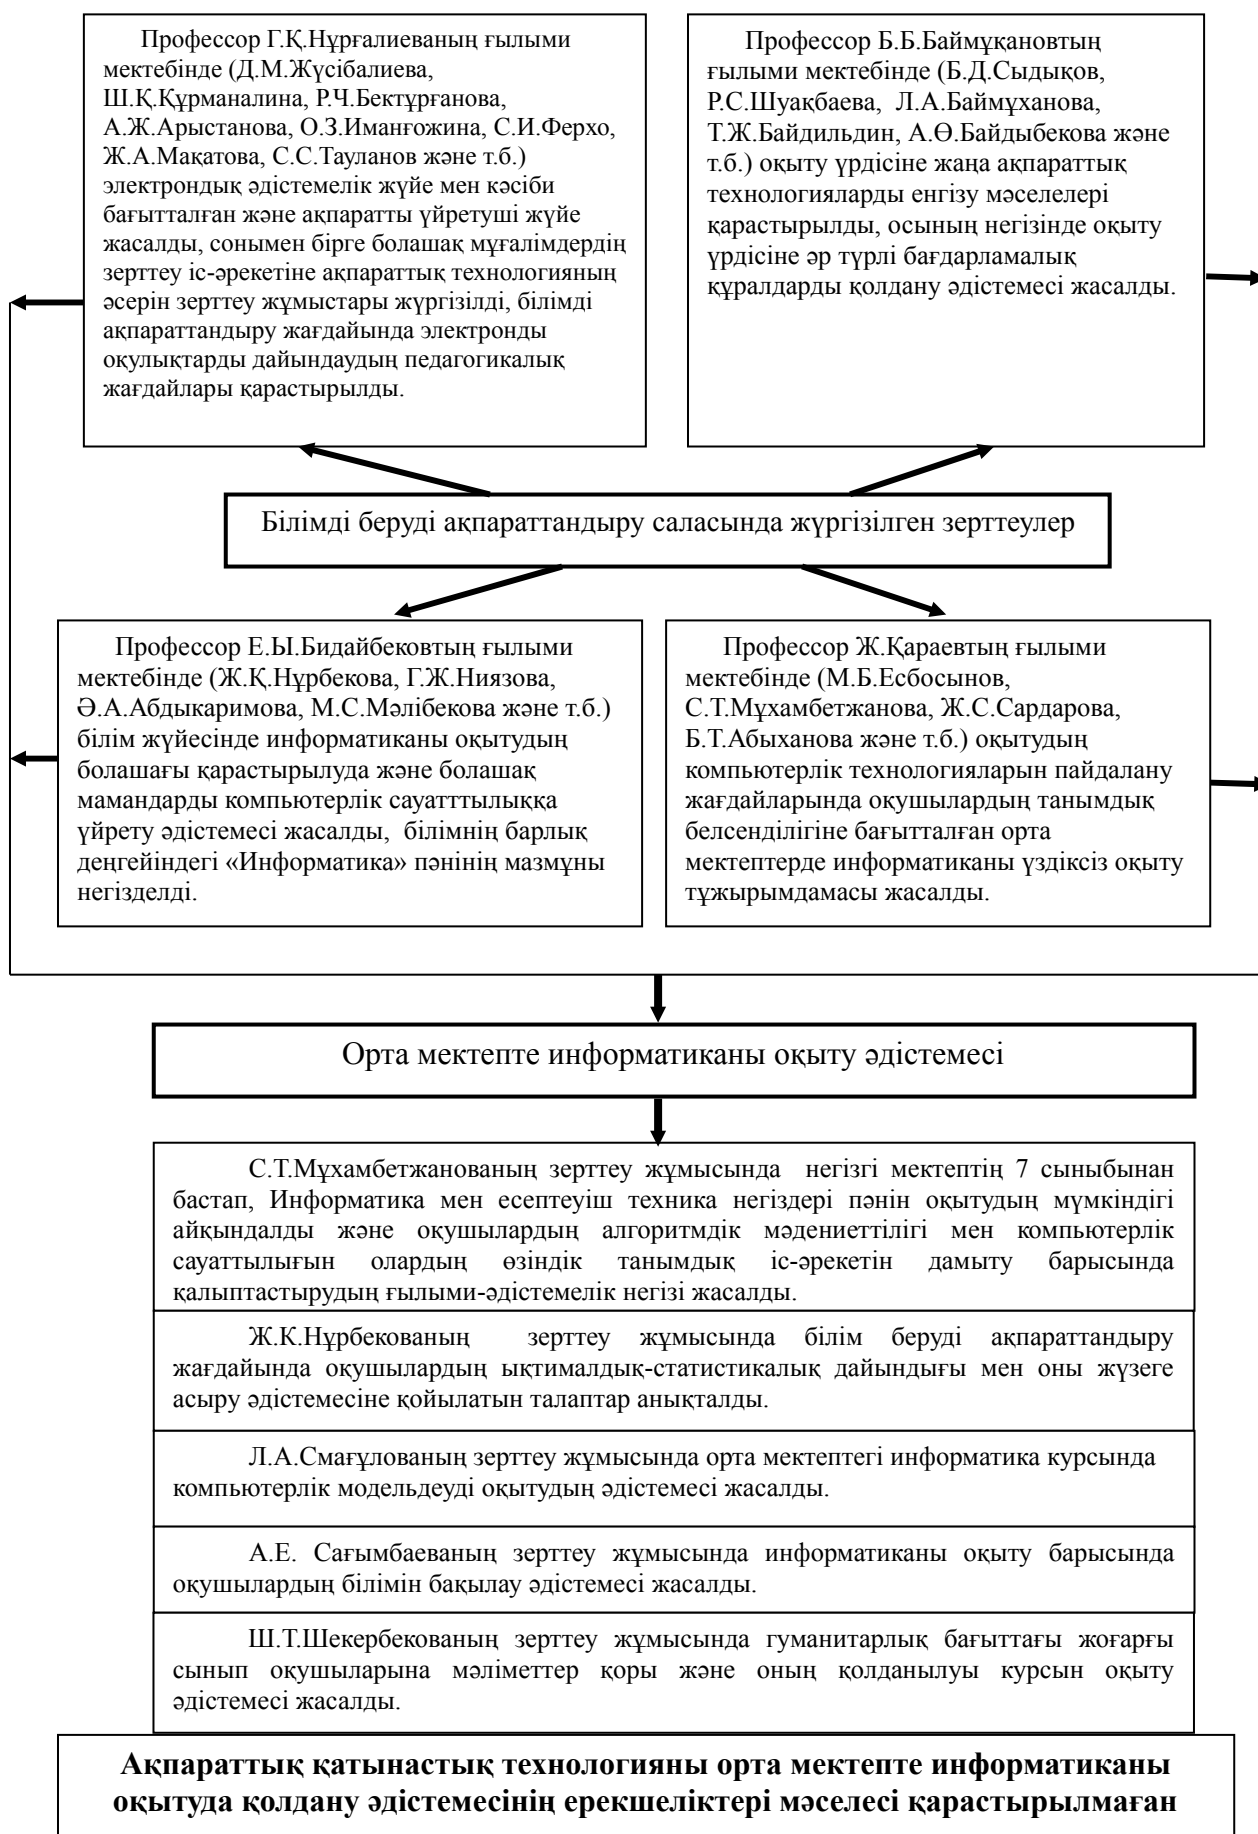 Профессор Г.Қ.Нұрғалиеваның ғылыми
мектебінде (Д.М.Жүсібалиева,
Ш.Қ.Құрманалина, Р.Ч.Бектұрғанова,
А.Ж.Арыстанова, О.З.Иманғожина, С.И.Ферхо,
Ж.А.Мақатова, С.С.Тауланов және т.б.)
электрондық әдістемелік жүйе мен кәсіби
бағытталған және ақпаратты үйретуші жүйе
жасалды, сонымен бірге болашақ мұғалімдердің
зерттеу іс-әрекетіне ақпараттық технологияның
әсерін зерттеу жұмыстары жүргізілді, білімді
ақпараттандыру жағдайында электронды
оқулықтарды дайындаудың педагогикалық
жағдайлары қарастырылды.
Профессор Б.Б.Баймұқановтың
ғылыми мектебінде (Б.Д.Сыдықов,
Р.С.Шуақбаева, Л.А.Баймұханова,
Т.Ж.Байдильдин, А.Ө.Байдыбекова және
т.б.) оқыту үрдісіне жаңа ақпараттық
технологияларды енгізу мәселелері
қарастырылды, осының негізінде оқыту
үрдісіне әр түрлі бағдарламалық
құралдарды қолдану әдістемесі жасалды.
Білімді беруді ақпараттандыру саласында жүргізілген зерттеулер
Профессор Е.Ы.Бидайбековтың ғылыми
мектебінде (Ж.Қ.Нұрбекова, Г.Ж.Ниязова,
Ә.А.Абдыкаримова, М.С.Мәлібекова және т.б.)
білім жүйесінде информатиканы оқытудың
болашағы қарастырылуда және болашақ
мамандарды компьютерлік сауатттылыққа
үйрету әдістемесі жасалды, білімнің барлық
деңгейіндегі «Информатика» пәнінің мазмұны
негізделді.
Профессор Ж.Қараевтың ғылыми
мектебінде (М.Б.Есбосынов,
С.Т.Мұхамбетжанова, Ж.С.Сардарова,
Б.Т.Абыханова және т.б.) оқытудың
компьютерлік технологияларын пайдалану
жағдайларында оқушылардың танымдық
белсенділігіне бағытталған орта
мектептерде информатиканы үздіксіз оқыту
тұжырымдамасы жасалды.
Орта мектепте информатиканы оқыту әдістемесі
С.Т.Мұхамбетжанованың зерттеу жұмысында негізгі мектептің 7 сыныбынан
бастап, Информатика мен есептеуіш техника негіздері пәнін оқытудың мүмкіндігі
айқындалды және оқушылардың алгоритмдік мәдениеттілігі мен компьютерлік
сауаттылығын олардың өзіндік танымдық іс-әрекетін дамыту барысында
қалыптастырудың ғылыми-әдістемелік негізі жасалды.
Ж.К.Нұрбекованың зерттеу жұмысында білім беруді ақпараттандыру
жағдайында оқушылардың ықтималдық-статистикалық дайындығы мен оны жүзеге
асыру әдістемесіне қойылатын талаптар анықталды.
Л.А.Смағұлованың зерттеу жұмысында орта мектептегі информатика курсында
компьютерлік модельдеуді оқытудың әдістемесі жасалды.
А.Е. Сағымбаеваның зерттеу жұмысында информатиканы оқыту барысында
оқушылардың білімін бақылау әдістемесі жасалды.
Ш.Т.Шекербекованың зерттеу жұмысында гуманитарлық бағыттағы жоғарғы
сынып оқушыларына мәліметтер қоры және оның қолданылуы курсын оқыту
әдістемесі жасалды.
Ақпараттық қатынастық технологияны орта мектепте информатиканы
оқытуда қолдану әдістемесінің ерекшеліктері мәселесі қарастырылмаған